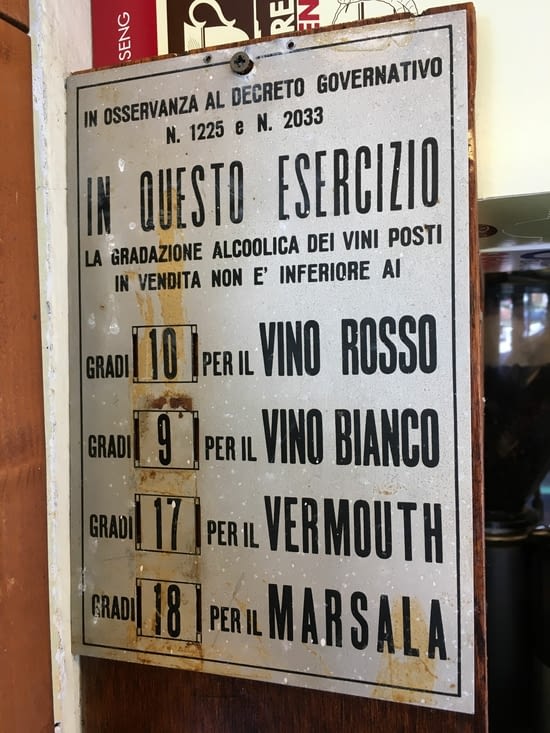 SENG
IN OSSERVANZA AL DECRETO GOVERNATIVO
N. 1225 e N. 2033
IN QUESTO ESERCIZIO
LA GRADAZIONE ALCOOLICA DEI VINI POSTI
IN VENDITA NON E' INFERIORE AI
GRADI 10 PER IL VINO ROSSO
GRADI 9 PER IL VINO BIANCO
GRADI 17 PER IL VERMOUTH
GRADI 18 PER IL MARSALA